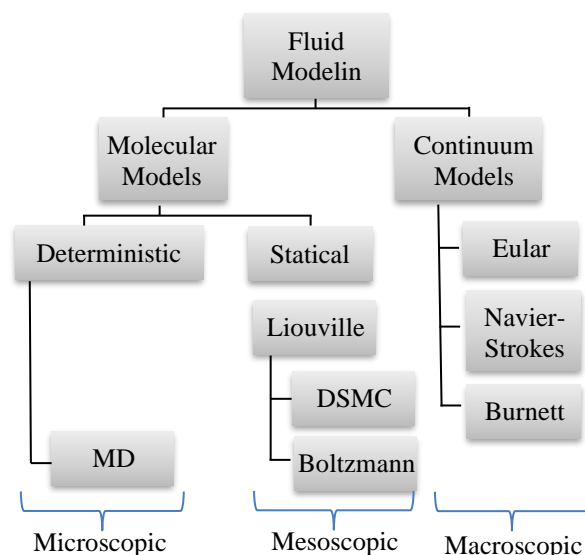 Fluid
Modelin
Molecular
Models
Continuum
Models
Deterministic
Statical
Eular
Liouville
Navier-
Strokes
DSMC
Burnett
MD
Boltzmann
Microscopic
Mesoscopic
Macroscopic